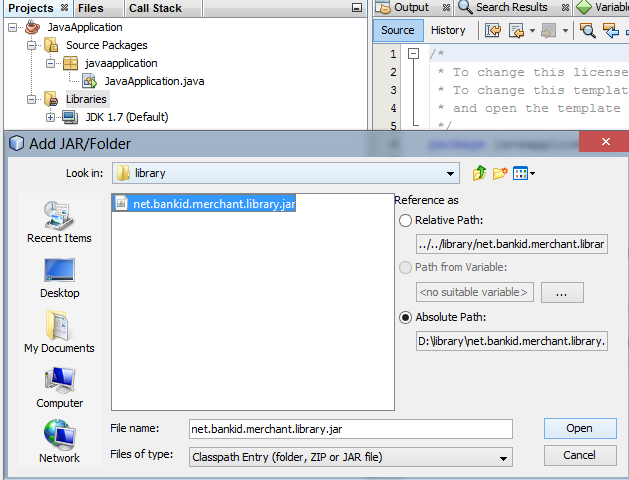 Projects Files Call Stack
JavaApplication
Source Packages
javaapplication
JavaApplication.java
Libraries
JDK 1.7 (Default)
Output Search Results Variable
Source History
1 /*
2 * To change this license
3 * To change this templat
4 * and open the template
5 */
Add JAR/Folder
Look in: library
Recent Items
Desktop
My Documents
Computer
Network
net.bankid.merchant.library.jar
Reference as
Relative Path:
../../library/net.bankid.merchant.librar
Path from Variable:
<no suitable variable> ...
Absolute Path:
D:\library\net.bankid.merchant.library.
File name: net.bankid.merchant.library.jar Open
Files of type: Classpath Entry (folder, ZIP or JAR file) Cancel